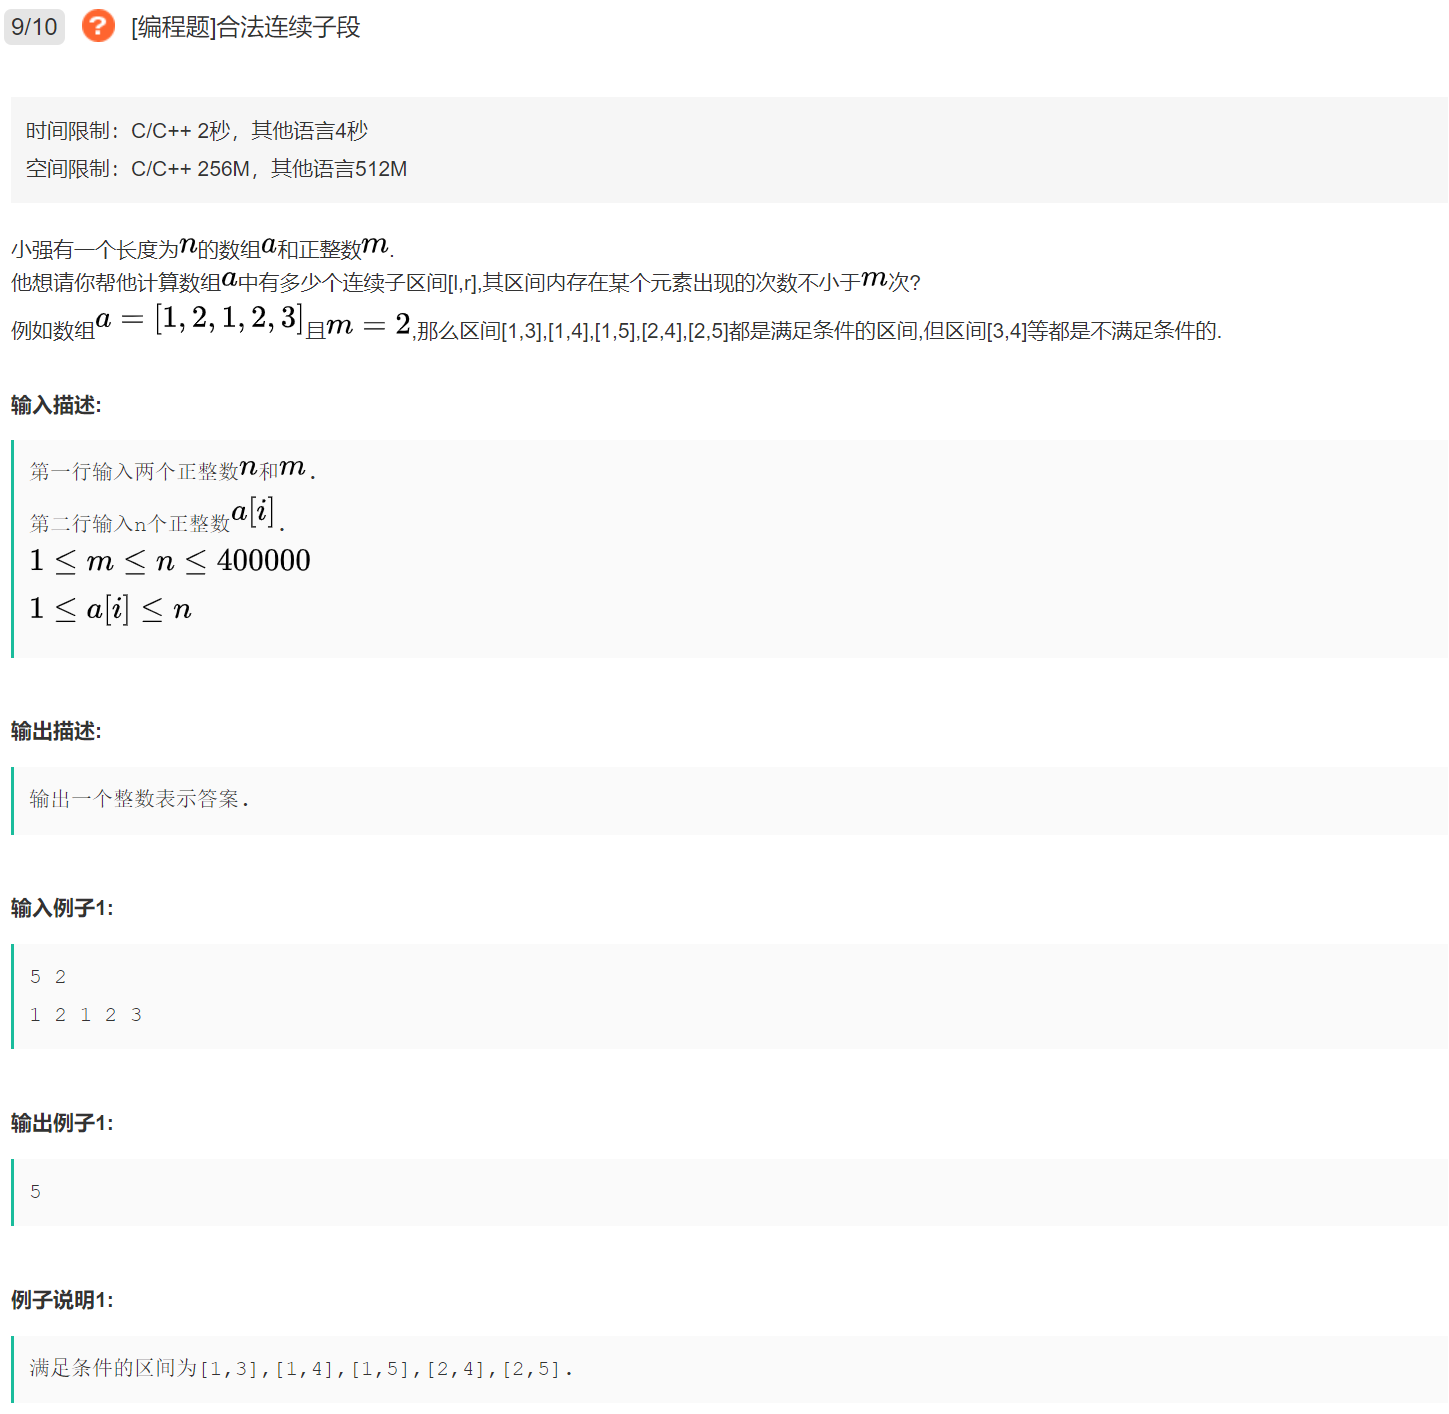 9/10 ? [编程题]合法连续子段
时间限制：C/C++ 2秒，其他语言4秒
空间限制：C/C++ 256M，其他语言512M
小强有一个长度为n的数组a和正整数m.
他想请你帮他计算数组a中有多少个连续子区间[l,r],其区间内存在某个元素出现的次数不小于m次?
例如数组a = [1, 2, 1, 2, 3]且m = 2,那么区间[1,3],[1,4],[1,5],[2,4],[2,5]都是满足条件的区间,但区间[3,4]等都是不满足条件的.
输入描述:
第一行输入两个正整数n和m.
第二行输入n个正整数a[i].
1 ≤ m ≤ n ≤ 400000
1 ≤ a[i] ≤ n
输出描述:
输出一个整数表示答案.
输入例子1:
5 2
1 2 1 2 3
输出例子1:
5
例子说明1:
满足条件的区间为[1,3],[1,4],[1,5],[2,4],[2,5].